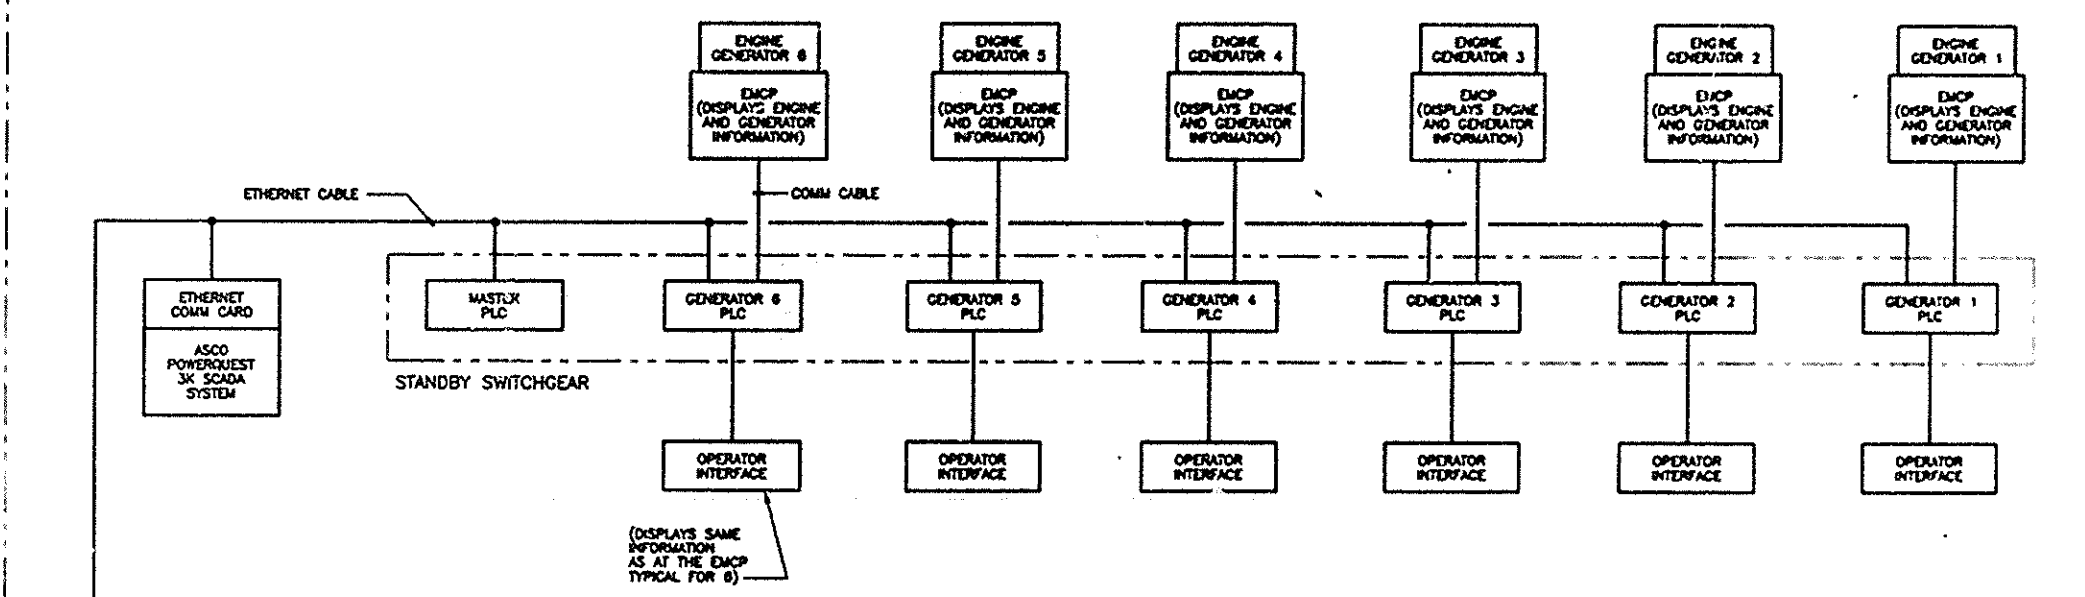 ENGINE
GENERATOR 6
ENGINE
GENERATOR 5
ENGINE
GENERATOR 4
ENGINE
GENERATOR 3
ENGINE
GENERATOR 2
ENGINE
GENERATOR 1
EMCP
(DISPLAYS ENGINE
AND GENERATOR
INFORMATION)
EMCP
(DISPLAYS ENGINE
AND GENERATOR
INFORMATION)
EMCP
(DISPLAYS ENGINE
AND GENERATOR
INFORMATION)
EMCP
(DISPLAYS ENGINE
AND GENERATOR
INFORMATION)
EMCP
(DISPLAYS ENGINE
AND GENERATOR
INFORMATION)
EMCP
(DISPLAYS ENGINE
AND GENERATOR
INFORMATION)
ETHERNET CABLE
COMM CABLE
ETHERNET
COMM CARD
ASCO
POWERQUEST
3K SCADA
SYSTEM
MASTER
PLC
GENERATOR 6
PLC
GENERATOR 5
PLC
GENERATOR 4
PLC
GENERATOR 3
PLC
GENERATOR 2
PLC
GENERATOR 1
PLC
STANDBY SWITCHGEAR
OPERATOR
INTERFACE
OPERATOR
INTERFACE
OPERATOR
INTERFACE
OPERATOR
INTERFACE
OPERATOR
INTERFACE
OPERATOR
INTERFACE
(DISPLAYS SAME
INFORMATION
AS AT THE EMCP
TYPICAL FOR 6)